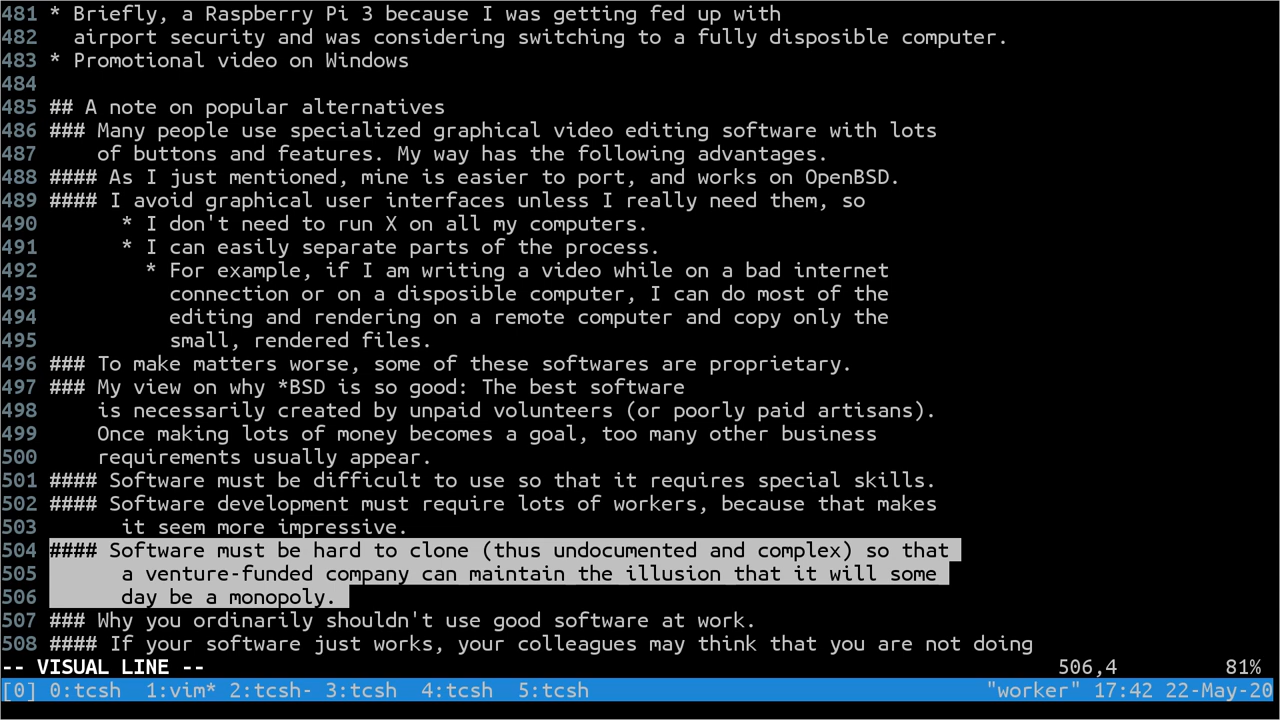 481 * Briefly, a Raspberry Pi 3 because I was getting fed up with
482   airport security and was considering switching to a fully disposible computer.
483 * Promotional video on Windows
484
485 ## A note on popular alternatives
486 ### Many people use specialized graphical video editing software with lots
487     of buttons and features. My way has the following advantages.
488 #### As I just mentioned, mine is easier to port, and works on OpenBSD.
489 #### I avoid graphical user interfaces unless I really need them, so
490       * I don't need to run X on all my computers.
491       * I can easily separate parts of the process.
492         * For example, if I am writing a video while on a bad internet
493           connection or on a disposible computer, I can do most of the
494           editing and rendering on a remote computer and copy only the
495           small, rendered files.
496 ### To make matters worse, some of these softwares are proprietary.
497 ### My view on why *BSD is so good: The best software
498     is necessarily created by unpaid volunteers (or poorly paid artisans).
499     Once making lots of money becomes a goal, too many other business
500     requirements usually appear.
501 #### Software must be difficult to use so that it requires special skills.
502 #### Software development must require lots of workers, because that makes
503       it seem more impressive.
504 #### Software must be hard to clone (thus undocumented and complex) so that
505       a venture-funded company can maintain the illusion that it will some
506       day be a monopoly.
507 ### Why you ordinarily shouldn't use good software at work.
508 #### If your software just works, your colleagues may think that you are not doing
-- VISUAL LINE -- 506,4 81%
[0] 0:tcsh  1:vim* 2:tcsh- 3:tcsh  4:tcsh  5:tcsh "worker" 17:42 22-May-20